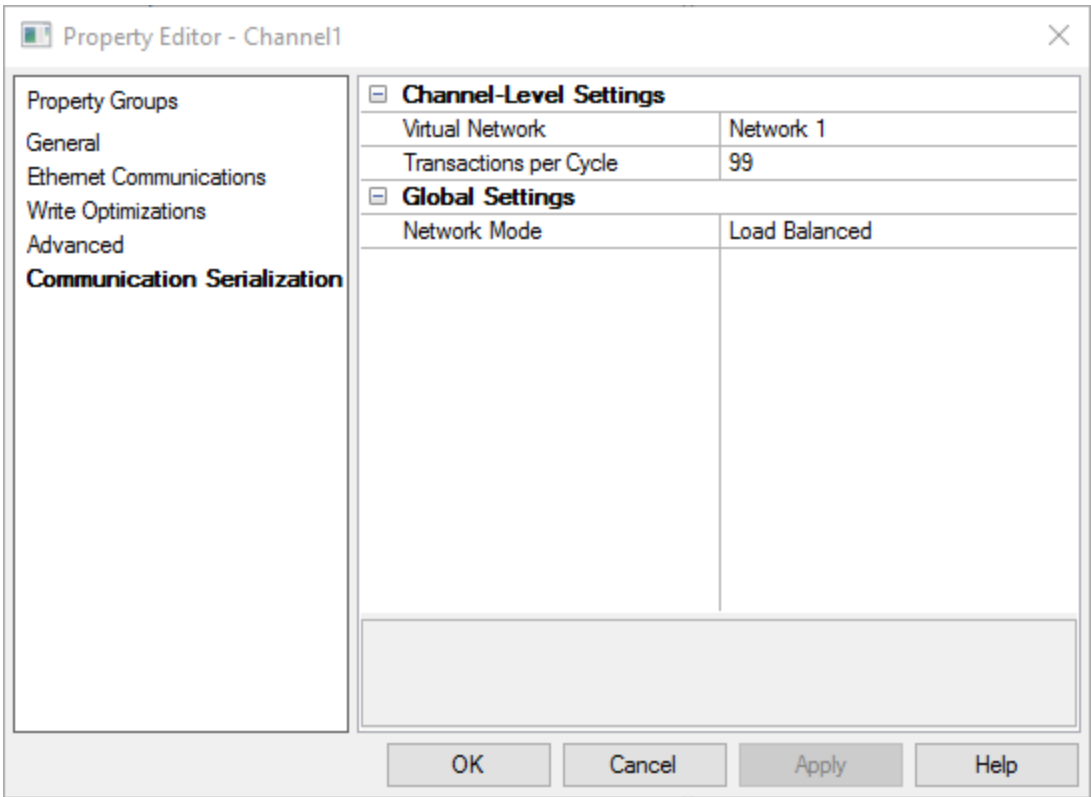 Property Editor - Channel1
Property Groups
General
Ethernet Communications
Write Optimizations
Advanced
Communication Serialization
Channel-Level Settings
Virtual Network Network 1
Transactions per Cycle 99
Global Settings
Network Mode Load Balanced
OK Cancel Apply Help